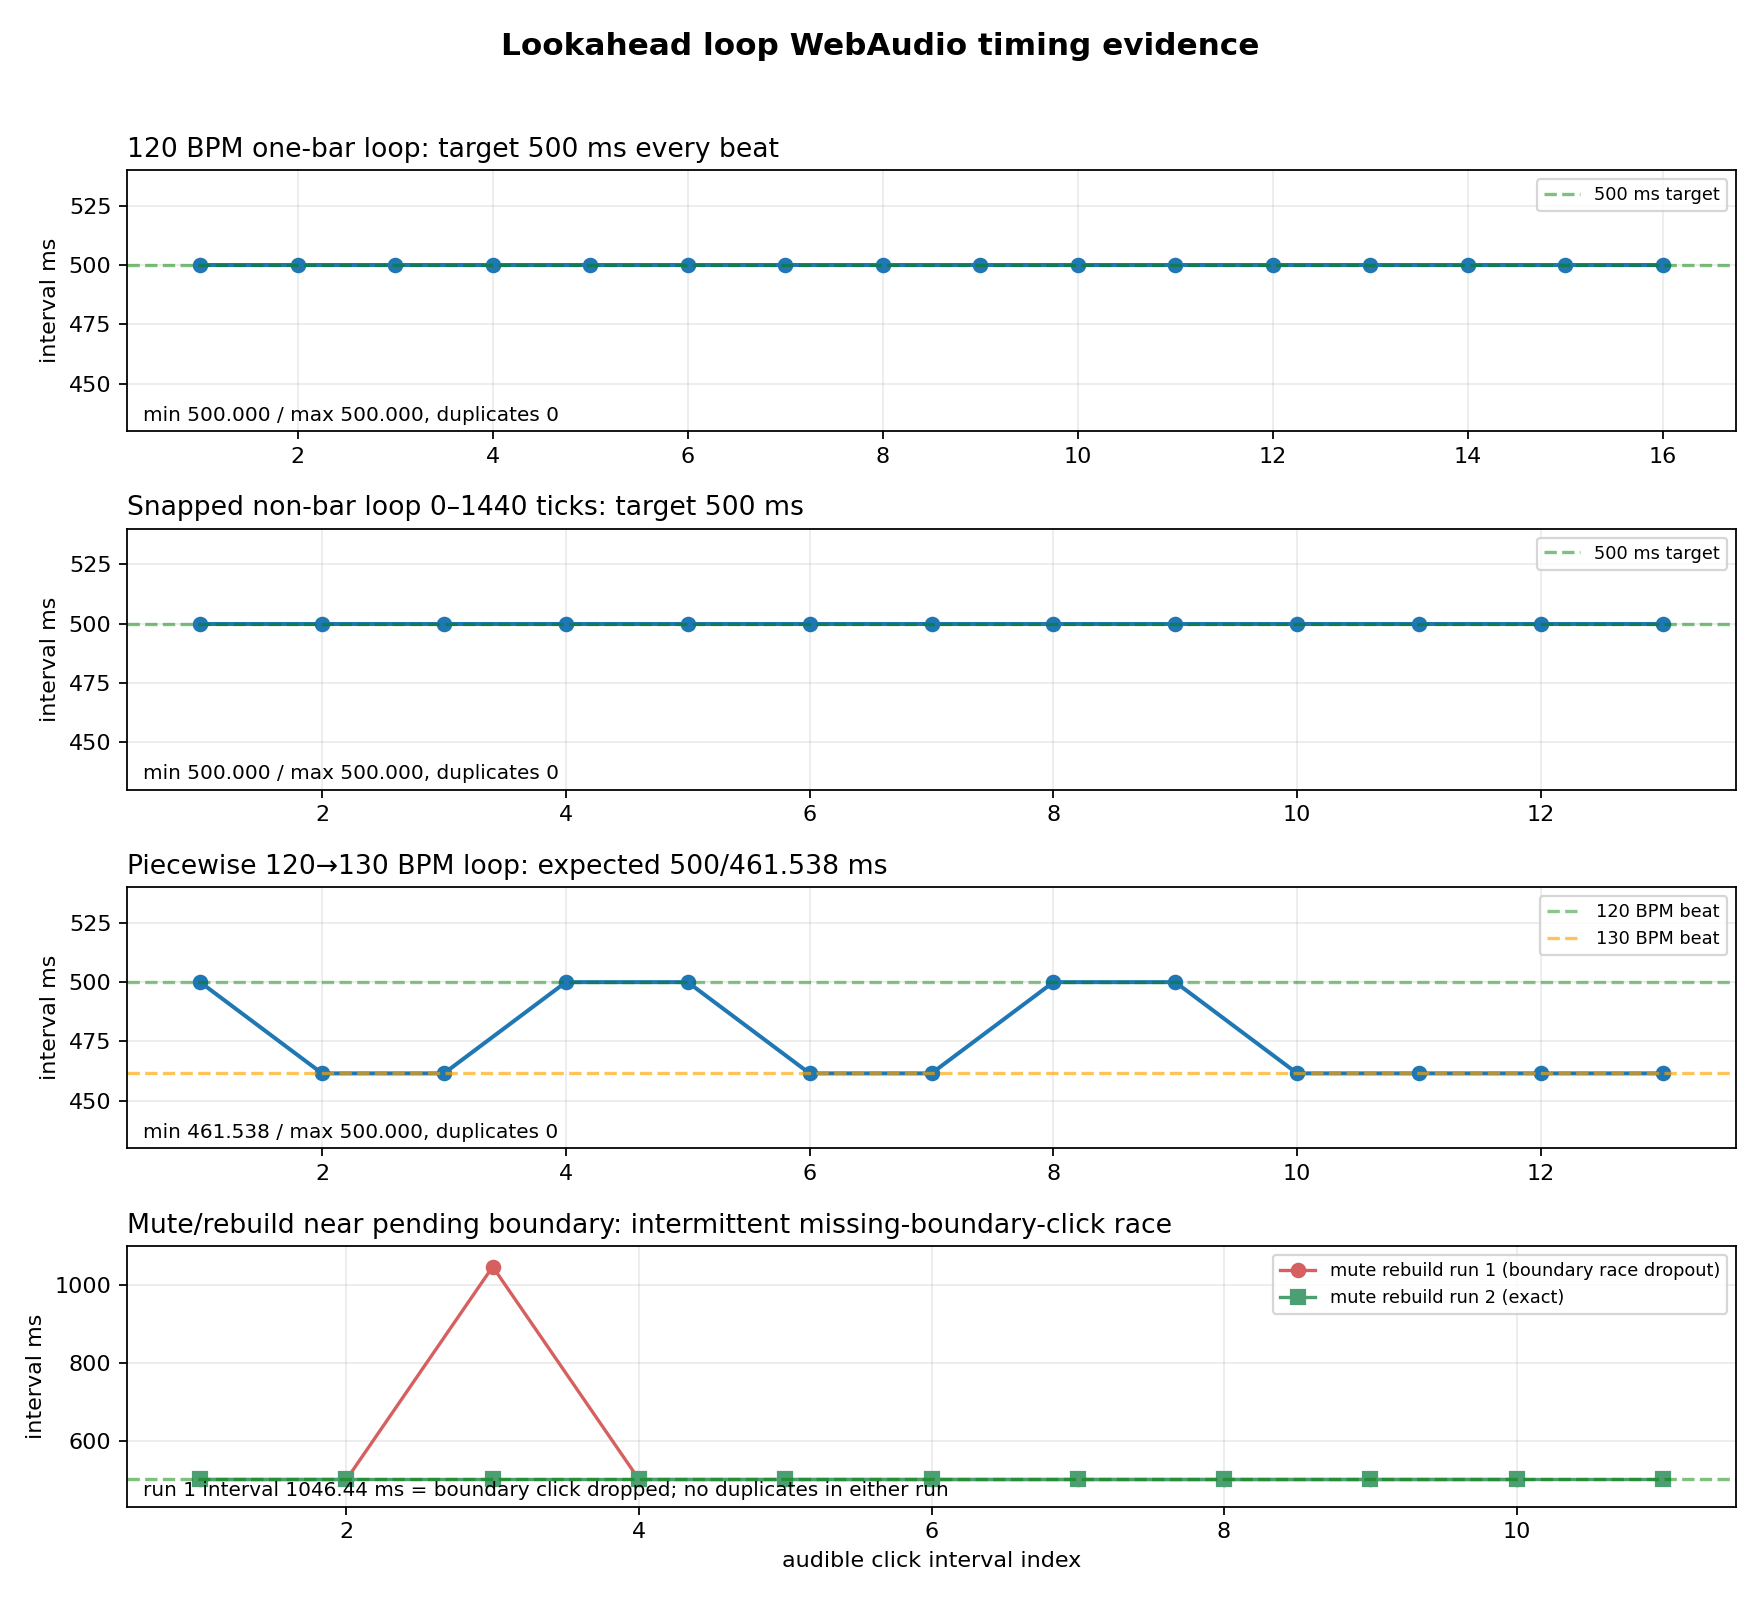 Lookahead loop WebAudio timing evidence
120 BPM one-bar loop: target 500 ms every beat
500 ms target
525
500
475
450
interval ms
min 500.000 / max 500.000, duplicates 0
2 4 6 8 10 12 14 16
Snapped non-bar loop 0–1440 ticks: target 500 ms
500 ms target
525
500
475
450
interval ms
min 500.000 / max 500.000, duplicates 0
2 4 6 8 10 12
Piecewise 120→130 BPM loop: expected 500/461.538 ms
120 BPM beat
130 BPM beat
525
500
475
450
interval ms
min 461.538 / max 500.000, duplicates 0
2 4 6 8 10 12
Mute/rebuild near pending boundary: intermittent missing-boundary-click race
mute rebuild run 1 (boundary race dropout)
mute rebuild run 2 (exact)
1000
800
600
interval ms
run 1 interval 1046.44 ms = boundary click dropped; no duplicates in either run
2 4 6 8 10
audible click interval index